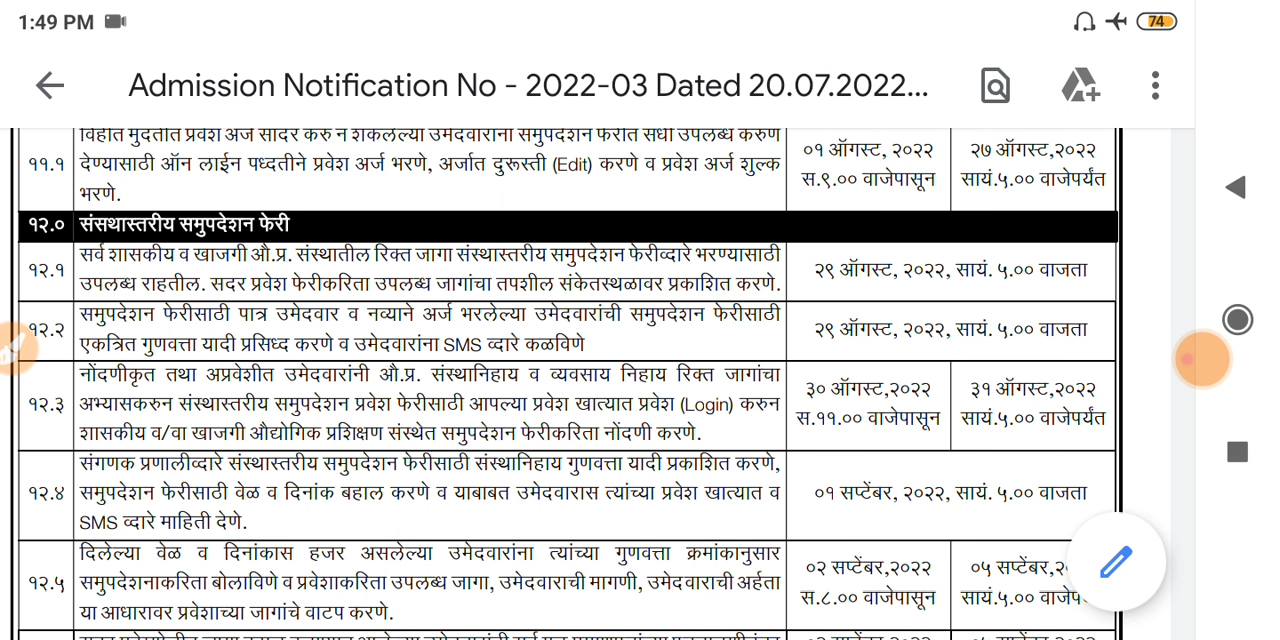 1:49 PM
74
Admission Notification No - 2022-03 Dated 20.07.2022...
विहीत मुदतीत प्रवेश अर्ज सादर करु न शकलेल्या उमेदवारांना समुपदेशन फेरीत संधी उपलब्ध करुण
११.१ देण्यासाठी ऑन लाईन पध्दतीने प्रवेश अर्ज भरणे, अर्जात दुरूस्ती (Edit) करणे व प्रवेश अर्ज शुल्क
भरणे.
०१ ऑगस्ट, २०२२
स.९.०० वाजेपासून
२७ ऑगस्ट,२०२२
सायं.५.०० वाजेपर्यंत
१२.० संसथास्तरीय समुपदेशन फेरी
सर्व शासकीय व खाजगी औ.प्र. संस्थातील रिक्त जागा संस्थास्तरीय समुपदेशन फेरीव्दारे भरण्यासाठी
१२.१ उपलब्ध राहतील. सदर प्रवेश फेरीकरिता उपलब्ध जागांचा तपशील संकेतस्थळावर प्रकाशित करणे.
२९ ऑगस्ट, २०२२, सायं. ५.०० वाजता
समुपदेशन फेरीसाठी पात्र उमेदवार व नव्याने अर्ज भरलेल्या उमेदवारांची समुपदेशन फेरीसाठी
१२.२ एकत्रित गुणवत्ता यादी प्रसिध्द करणे व उमेदवारांना SMS व्दारे कळविणे
२९ ऑगस्ट, २०२२, सायं. ५.०० वाजता
नोंदणीकृत तथा अप्रवेशीत उमेदवारांनी औ.प्र. संस्थानिहाय व व्यवसाय निहाय रिक्त जागांचा
१२.३ अभ्यासकरुन संस्थास्तरीय समुपदेशन प्रवेश फेरीसाठी आपल्या प्रवेश खात्यात प्रवेश (Login) करुन
शासकीय व/वा खाजगी औद्योगिक प्रशिक्षण संस्थेत समुपदेशन फेरीकरिता नोंदणी करणे.
३० ऑगस्ट,२०२२
स.११.०० वाजेपासून
३१ ऑगस्ट,२०२२
सायं.५.०० वाजेपर्यंत
संगणक प्रणालीव्दारे संस्थास्तरीय समुपदेशन फेरीसाठी संस्थानिहाय गुणवत्ता यादी प्रकाशित करणे,
१२.४ समुपदेशन फेरीसाठी वेळ व दिनांक बहाल करणे व याबाबत उमेदवारास त्यांच्या प्रवेश खात्यात व
SMS व्दारे माहिती देणे.
०१ सप्टेंबर, २०२२, सायं. ५.०० वाजता
दिलेल्या वेळ व दिनांकास हजर असलेल्या उमेदवारांना त्यांच्या गुणवत्ता क्रमांकानुसार
१२.५ समुपदेशनाकरिता बोलाविणे व प्रवेशाकरिता उपलब्ध जागा, उमेदवाराची मागणी, उमेदवाराची अर्हता
या आधारावर प्रवेशाच्या जागांचे वाटप करणे.
०२ सप्टेंबर,२०२२
स.८.०० वाजेपासून
०५ सप्टेंबर,२०
सायं.५.०० वाजेप